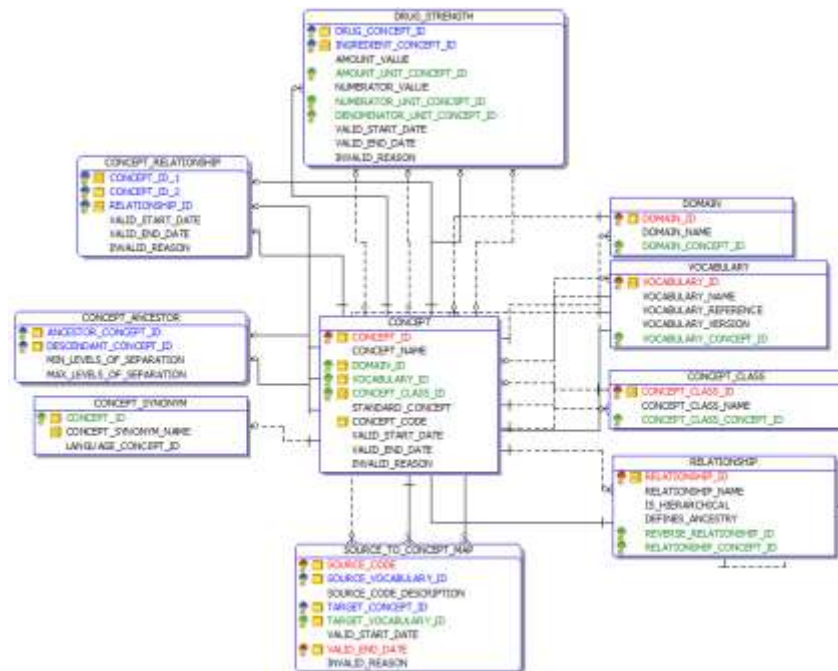 DRUG_STRENGTH
DRUG_CONCEPT_ID
INGREDIENT_CONCEPT_ID
AMOUNT_VALUE
AMOUNT_UNIT_CONCEPT_ID
NUMERATOR_VALUE
NUMERATOR_UNIT_CONCEPT_ID
DENOMINATOR_UNIT_CONCEPT_ID
VALID_START_DATE
VALID_END_DATE
INVALID_REASON
CONCEPT_RELATIONSHIP
CONCEPT_ID_1
CONCEPT_ID_2
RELATIONSHIP_ID
VALID_START_DATE
VALID_END_DATE
INVALID_REASON
DOMAIN
DOMAIN_ID
DOMAIN_NAME
DOMAIN_CONCEPT_ID
VOCABULARY
VOCABULARY_ID
VOCABULARY_NAME
VOCABULARY_REFERENCE
VOCABULARY_VERSION
VOCABULARY_CONCEPT_ID
CONCEPT_ANCESTOR
ANCESTOR_CONCEPT_ID
DESCENDANT_CONCEPT_ID
MIN_LEVELS_OF_SEPARATION
MAX_LEVELS_OF_SEPARATION
CONCEPT
CONCEPT_ID
CONCEPT_NAME
DOMAIN_ID
VOCABULARY_ID
CONCEPT_CLASS_ID
STANDARD_CONCEPT
CONCEPT_CODE
VALID_START_DATE
VALID_END_DATE
INVALID_REASON
CONCEPT_CLASS
CONCEPT_CLASS_ID
CONCEPT_CLASS_NAME
CONCEPT_CLASS_CONCEPT_ID
CONCEPT_SYNONYM
CONCEPT_ID
CONCEPT_SYNONYM_NAME
LANGUAGE_CONCEPT_ID
RELATIONSHIP
RELATIONSHIP_ID
RELATIONSHIP_NAME
IS_HIERARCHICAL
DEFINES_ANCESTRY
REVERSE_RELATIONSHIP_ID
RELATIONSHIP_CONCEPT_ID
SOURCE_TO_CONCEPT_MAP
SOURCE_CODE
SOURCE_VOCABULARY_ID
SOURCE_CODE_DESCRIPTION
TARGET_CONCEPT_ID
TARGET_VOCABULARY_ID
VALID_START_DATE
VALID_END_DATE
INVALID_REASON